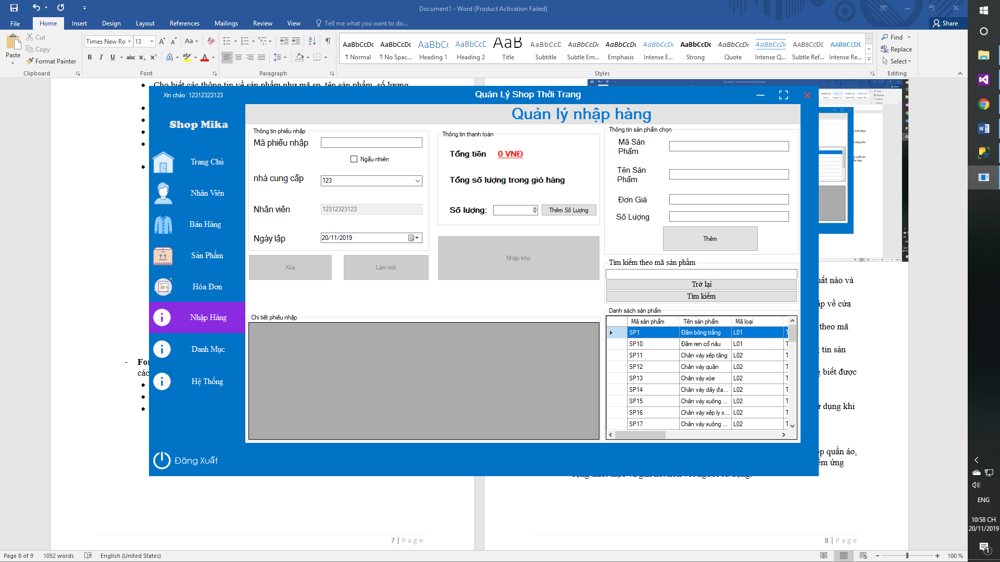 Document1 - Word (Product Activation Failed)
File Home Insert Design Layout References Mailings Review View Tell me what you want to do... Share
Paste
Cut
Copy
Format Painter
Clipboard
Times New Ro 13
Font
Paragraph
AaBbCcDc AaBbCcDc AaBbCc AaBbCcD AaB AaBbCcD AaBbCcDc AaBbCcDc AaBbCcDc AaBbCcDc AaBbCcDc AaBbCcDc AaBbCcDc AaBbCcDc
¶ Normal ¶ No Spac... Heading 1 Heading 2 Title Subtitle Subtle Em... Emphasis Intense E... Strong Quote Intense Q... Subtle Ref... Intense Re...
Styles
Find
Replace
Select
Editing
Cho biết các thông tin về sản phẩm như mã sp, tên sản phẩm, số lượng
Xin chào: 12312323123
Quản Lý Shop Thời Trang
Shop Mika
Trang Chủ
Nhân Viên
Bán Hàng
Sản Phẩm
Hóa Đơn
Nhập Hàng
Danh Mục
Hệ Thống
Đăng Xuất
Quản lý nhập hàng
Thông tin phiếu nhập
Mã phiếu nhập
Ngẫu nhiên
nhà cung cấp 123
Nhân viên 12312323123
Ngày lập 20/11/2019
Xóa Làm mới
Thông tin thanh toán
Tổng tiền 0 VNĐ
Tổng số lượng trong giỏ hàng
Số lượng: 0 Thêm Số Lượng
Nhập kho
Thông tin sản phẩm chọn
Mã Sản
Phẩm
Tên Sản
Phẩm
Đơn Giá
Số Lượng
Thêm
Tìm kiếm theo mã sản phẩm
Trở lại
Tìm kiếm
Chi tiết phiếu nhập
Danh sách sản phẩm
Mã sản phẩm Tên sản phẩm Mã loại
SP1 Đầm bông trắng L01 T
SP10 Đầm ren cổ nâu L01 T
SP11 Chân váy xếp tầng L02 T
SP12 Chân váy quần L02 T
SP13 Chân váy xòe L02 T
SP14 Chân váy dây đa... L02 T
SP15 Chân váy xuông ... L02 T
SP16 Chân váy xếp ly x... L02 T
SP17 Chân váy xuông ... L02 T
- For
các
uất nào và
ập về cửa
theo mã
g tin sản
g biết được
ử dụng khi
op quần áo,
ềm ứng
7 | Page
8 | Page
Page 8 of 9 1052 words English (United States)
100 %
ENG
10:58 CH
20/11/2019
1